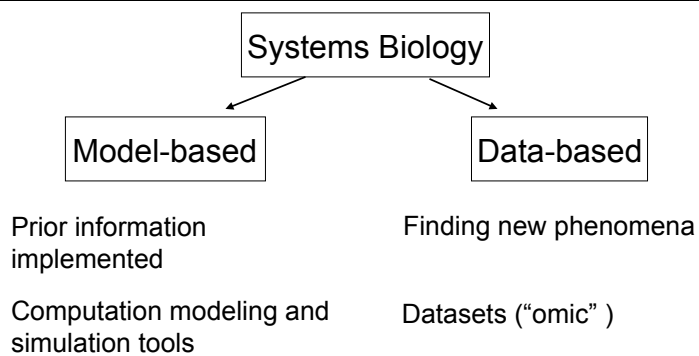 Systems Biology
Model-based
Data-based
Prior information
implemented
Finding new phenomena
Computation modeling and
simulation tools
Datasets (“omic” )